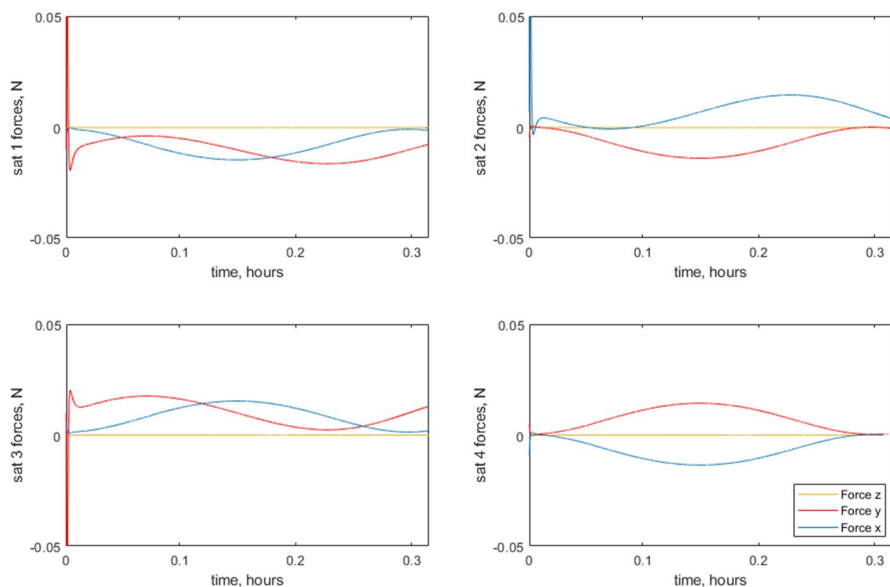 0.05
0
-0.05
sat 1 forces, N
0
0.1
0.2
0.3
time, hours
0.05
0
-0.05
sat 2 forces, N
0
0.1
0.2
0.3
time, hours
0.05
0
-0.05
sat 3 forces, N
0
0.1
0.2
0.3
time, hours
0.05
0
-0.05
sat 4 forces, N
Force z
Force y
Force x
0
0.1
0.2
0.3
time, hours